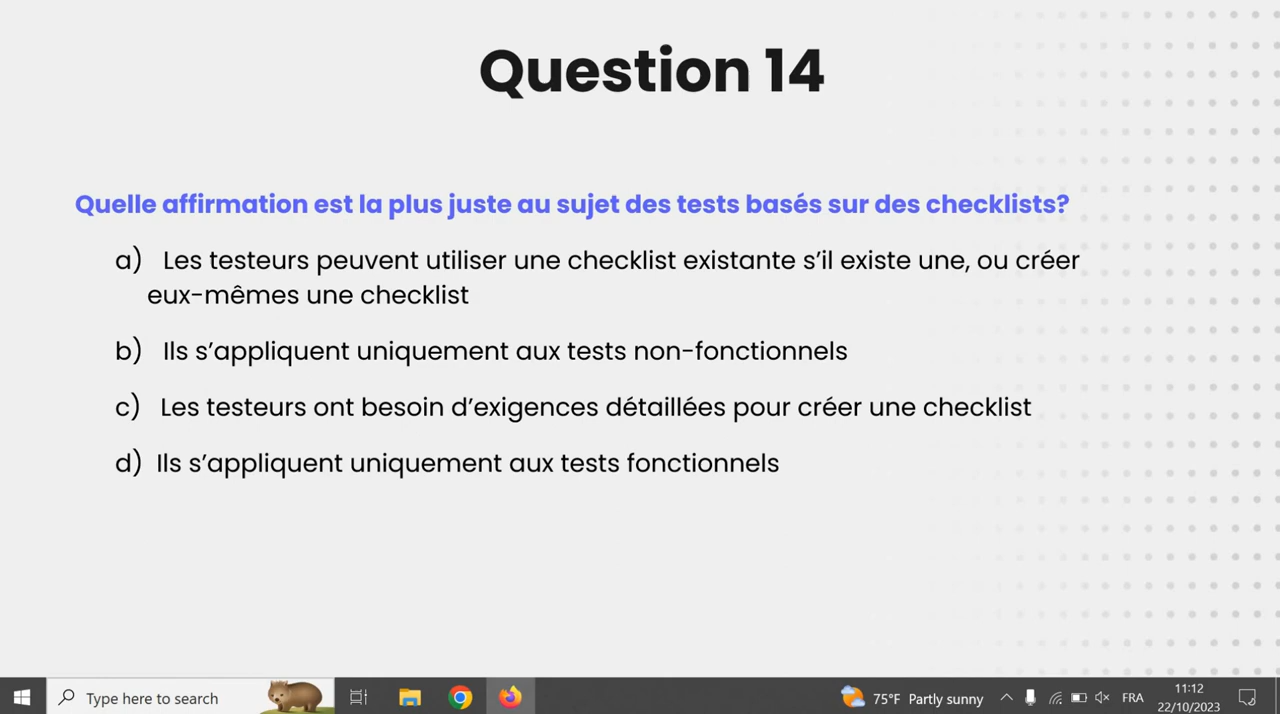 Question 14
Quelle affirmation est la plus juste au sujet des tests basés sur des checklists?
a) Les testeurs peuvent utiliser une checklist existante s’il existe une, ou créer
eux-mêmes une checklist
b) Ils s’appliquent uniquement aux tests non-fonctionnels
c) Les testeurs ont besoin d’exigences détaillées pour créer une checklist
d) Ils s’appliquent uniquement aux tests fonctionnels
Type here to search
75°F Partly sunny
FRA
11:12
22/10/2023